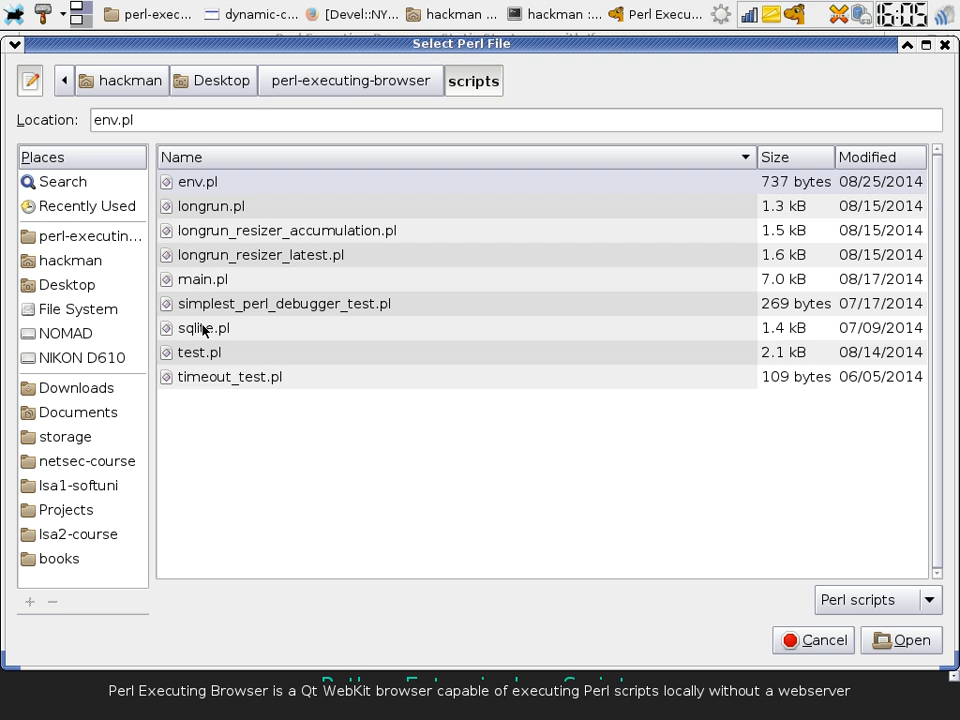 perl-exec...
dynamic-c...
[Devel::NY...
hackman ...
hackman :...
Perl Execu...
16:05
Select Perl File
hackman
Desktop
perl-executing-browser
scripts
Location:
env.pl
Places
Search
Recently Used
perl-executin...
hackman
Desktop
File System
NOMAD
NIKON D610
Downloads
Documents
storage
netsec-course
lsa1-softuni
Projects
lsa2-course
books
Name Size Modified
env.pl 737 bytes 08/25/2014
longrun.pl 1.3 kB 08/15/2014
longrun_resizer_accumulation.pl 1.5 kB 08/15/2014
longrun_resizer_latest.pl 1.6 kB 08/15/2014
main.pl 7.0 kB 08/17/2014
simplest_perl_debugger_test.pl 269 bytes 07/17/2014
sqlite.pl 1.4 kB 07/09/2014
test.pl 2.1 kB 08/14/2014
timeout_test.pl 109 bytes 06/05/2014
Perl scripts
Cancel
Open
Perl Executing Browser is a Qt WebKit browser capable of executing Perl scripts locally without a webserver